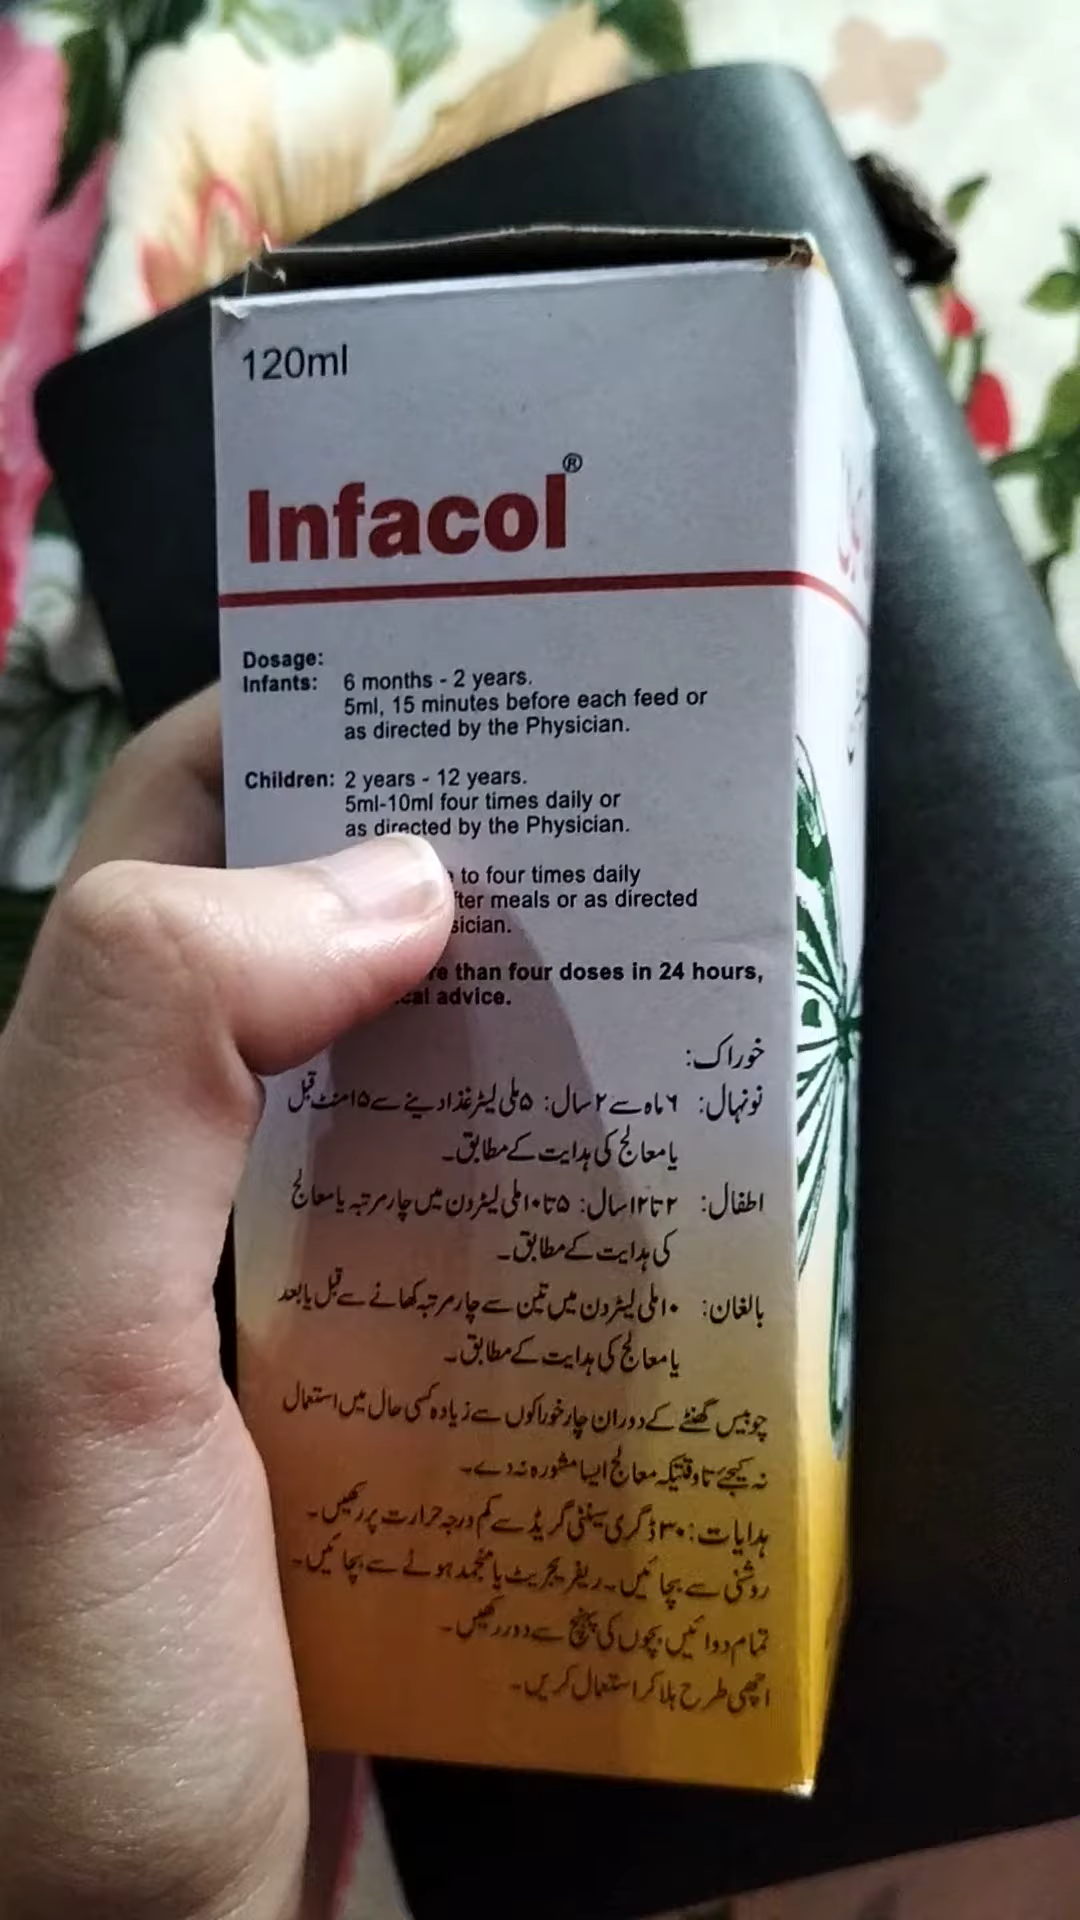 120ml
Infacol®
Dosage:
Infants: 6 months - 2 years.
5ml, 15 minutes before each feed or
as directed by the Physician.
Children: 2 years - 12 years.
5ml-10ml four times daily or
as directed by the Physician.
to four times daily
meals or as directed
than four doses in 24 hours,
advice.
خوراک:
نونہال: ۶ ماہ سے ۲ سال: ۵ ملی لیٹر غذا دینے سے ۱۵ منٹ قبل
یا معالج کی ہدایت کے مطابق۔
اطفال: ۲ تا ۱۲ سال: ۵ تا ۱۰ ملی لیٹر دن میں چار مرتبہ یا معالج
کی ہدایت کے مطابق۔
بالغان: ۱۰ ملی لیٹر دن میں تین سے چار مرتبہ کھانے سے قبل یا بعد
یا معالج کی ہدایت کے مطابق۔
چوبیس گھنٹے کے دوران چار خوراکوں سے زیادہ کسی حال میں استعمال
نہ کیجئے تاوقتیکہ معالج ایسا مشورہ نہ دے۔
ہدایات: ۳۰ ڈگری سینٹی گریڈ سے کم درجہ حرارت پر رکھیں۔
روشنی سے بچائیں۔ ریفریجریٹ یا منجمد ہونے سے بچائیں۔
تمام دوائیں بچوں کی پہنچ سے دور رکھیں۔
اچھی طرح ہلا کر استعمال کریں۔